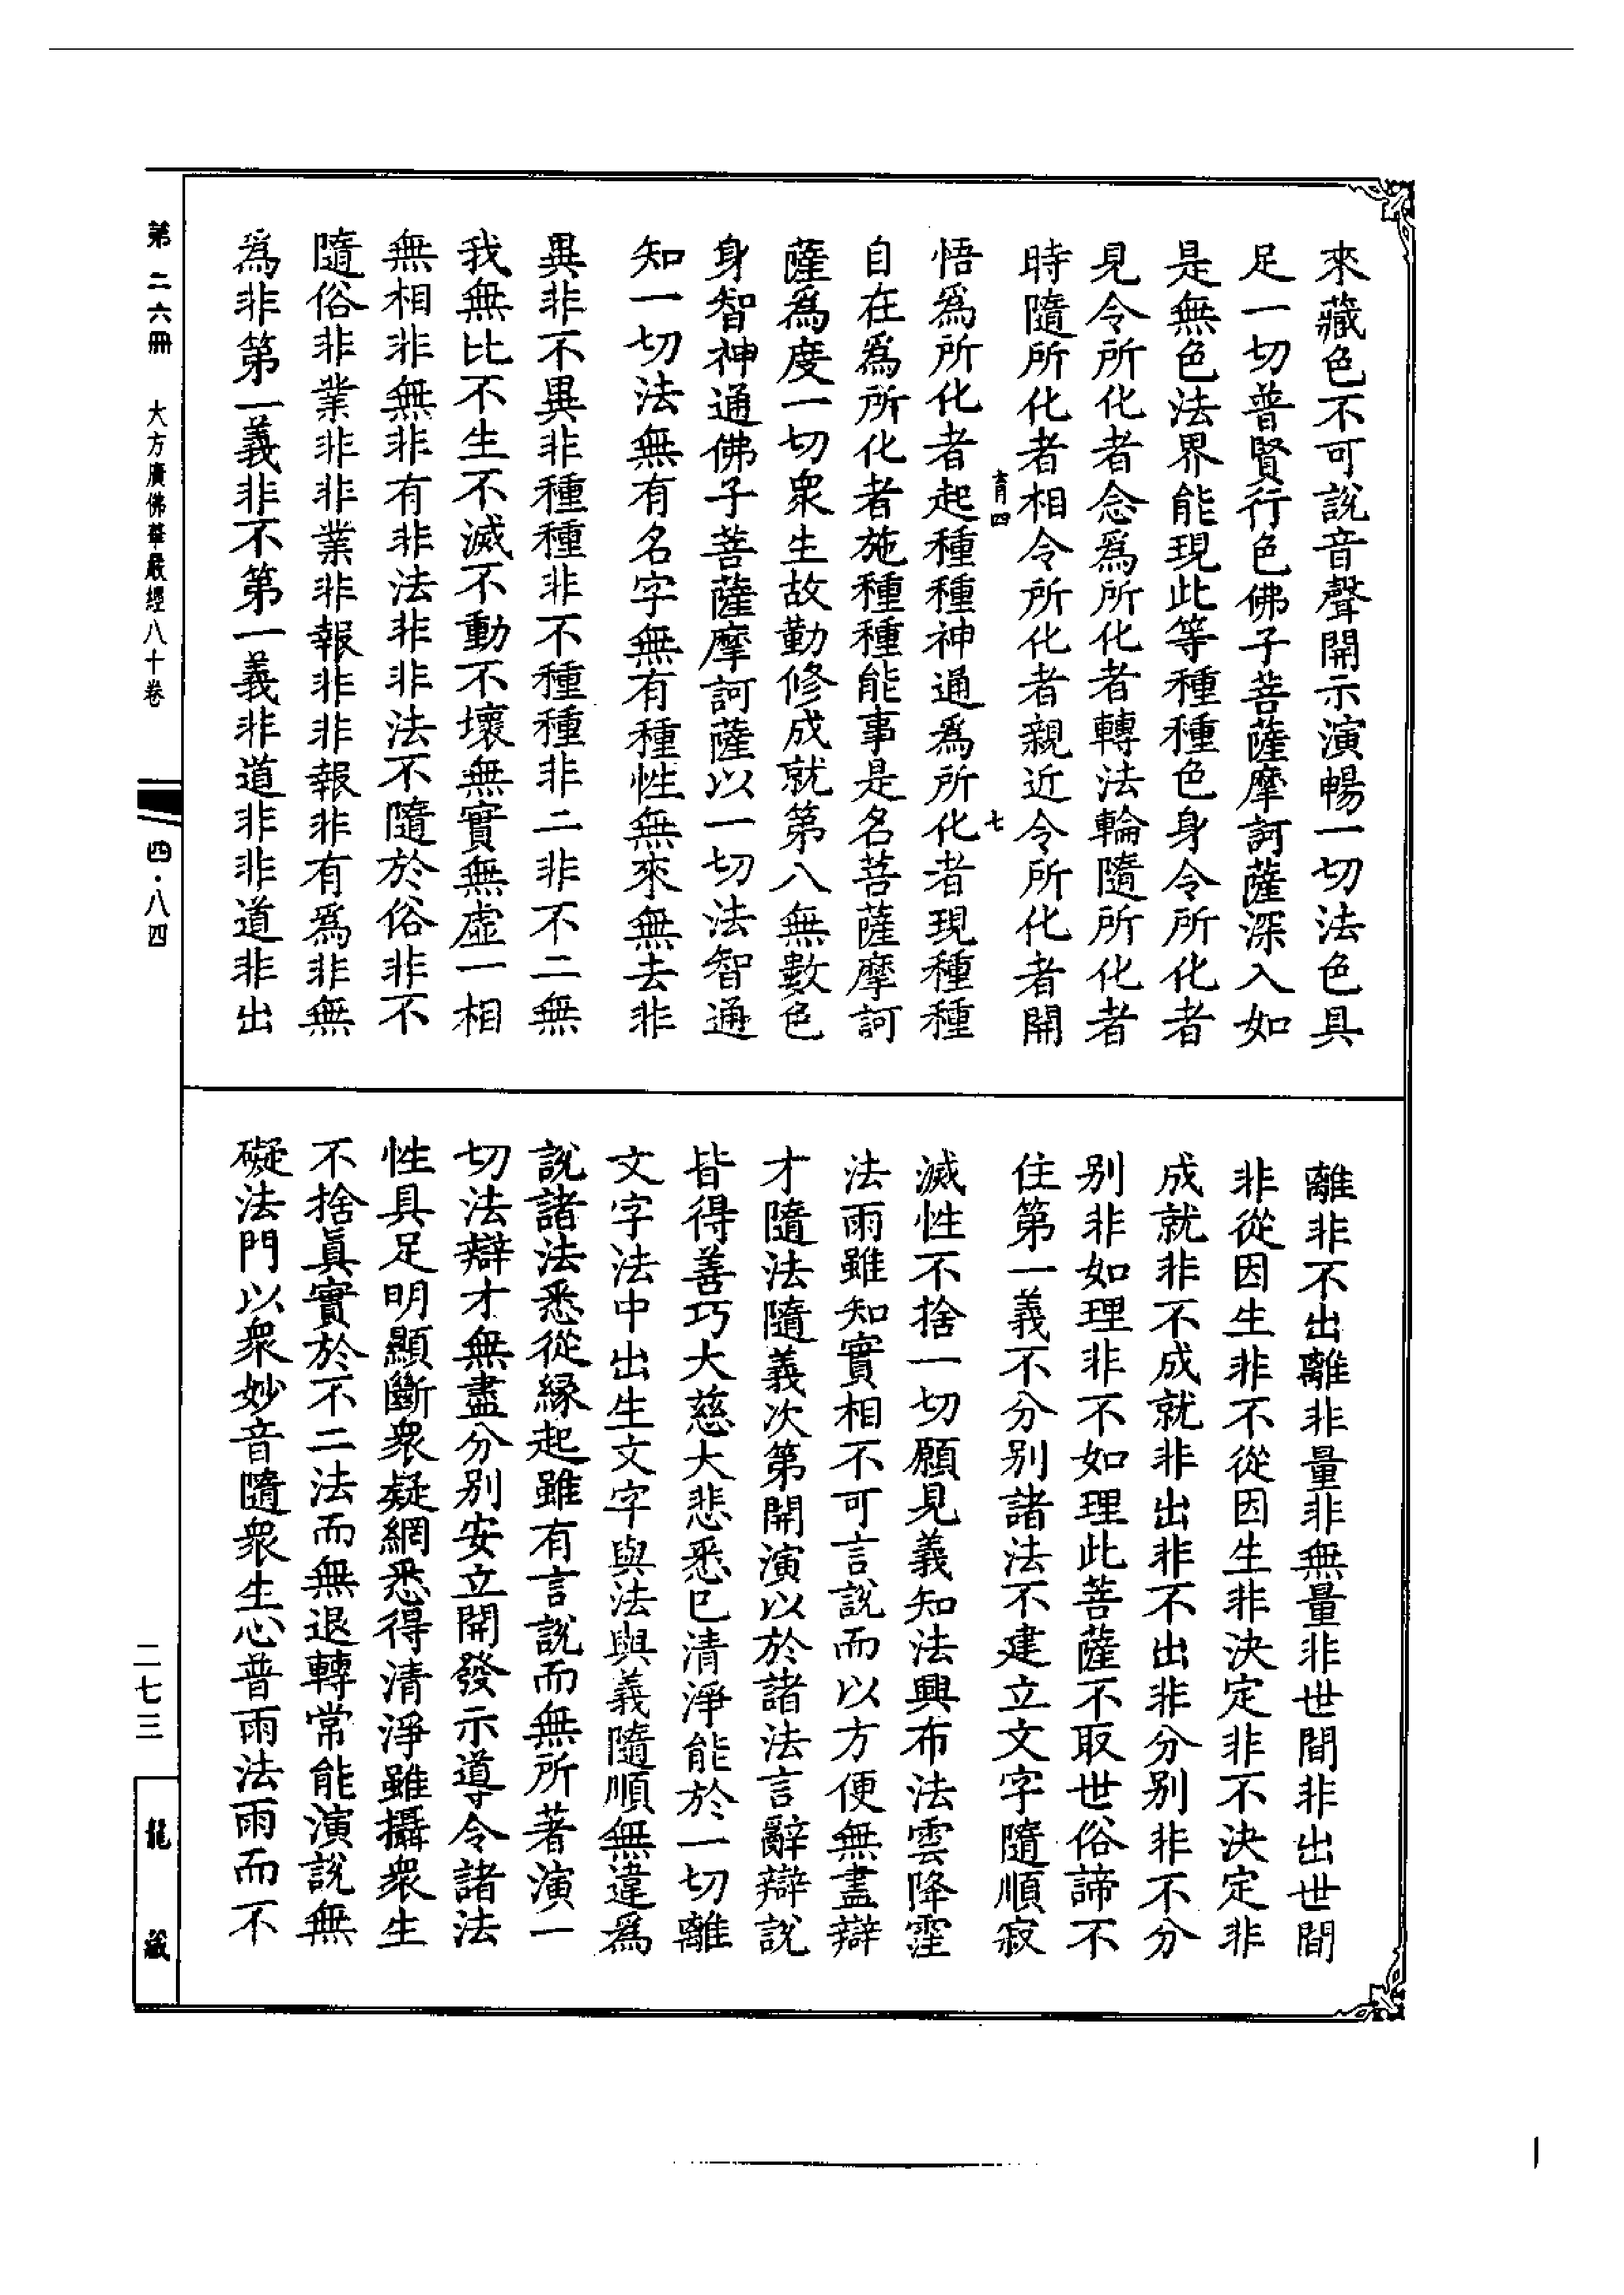 來藏色不可說音聲開示演暢一切法色具
足一切普賢行色佛子菩薩摩訶薩深入如
是無色法界能現此等種種色身令所化者
見令所化者念爲所化者轉法輪隨所化者
時隨所化者相令所化者親近令所化者開
悟爲所化者起種種神通爲所化者現種種
自在爲所化者施種種能事是名菩薩摩訶
薩爲度一切衆生故勤修成就第八無數色
身智神通佛子菩薩摩訶薩以一切法智通
知一切法無有名字無有種性無來無去非
異非不異非種種非不種種非二非不二無
我無比不生不滅不動不壞無實無虛一相
無相非無非有非法非非法不隨於俗非不
隨俗非業非非業非報非非報非有爲非無
爲非第一義非不第一義非道非非道非出
離非不出離非量非無量非世間非出世間
非從因生非不從因生非決定非不決定非
成就非不成就非出非不出非分别非不分
别非如理非不如理此菩薩不取世俗諦不
住第一義不分别諸法不建立文字隨順寂
滅性不捨一切願見義知法興布法雲降霔
法雨雖知實相不可言說而以方便無盡辯
才隨法隨義次第開演以於諸法言辭辯說
皆得善巧大慈大悲悉已清淨能於一切離
文字法中出生文字與法與義隨順無違爲
說諸法悉從緣起雖有言說而無所著演一
切法辯才無盡分别安立開發示導令諸法
性具足明顯斷衆疑網悉得清淨雖攝衆生
不捨眞實於不二法而無退轉常能演說無
礙法門以衆妙音隨衆生心普雨法雨而不
育四
七
第二六冊
大方廣佛華嚴經八十卷
四·八四
二七三
龍藏